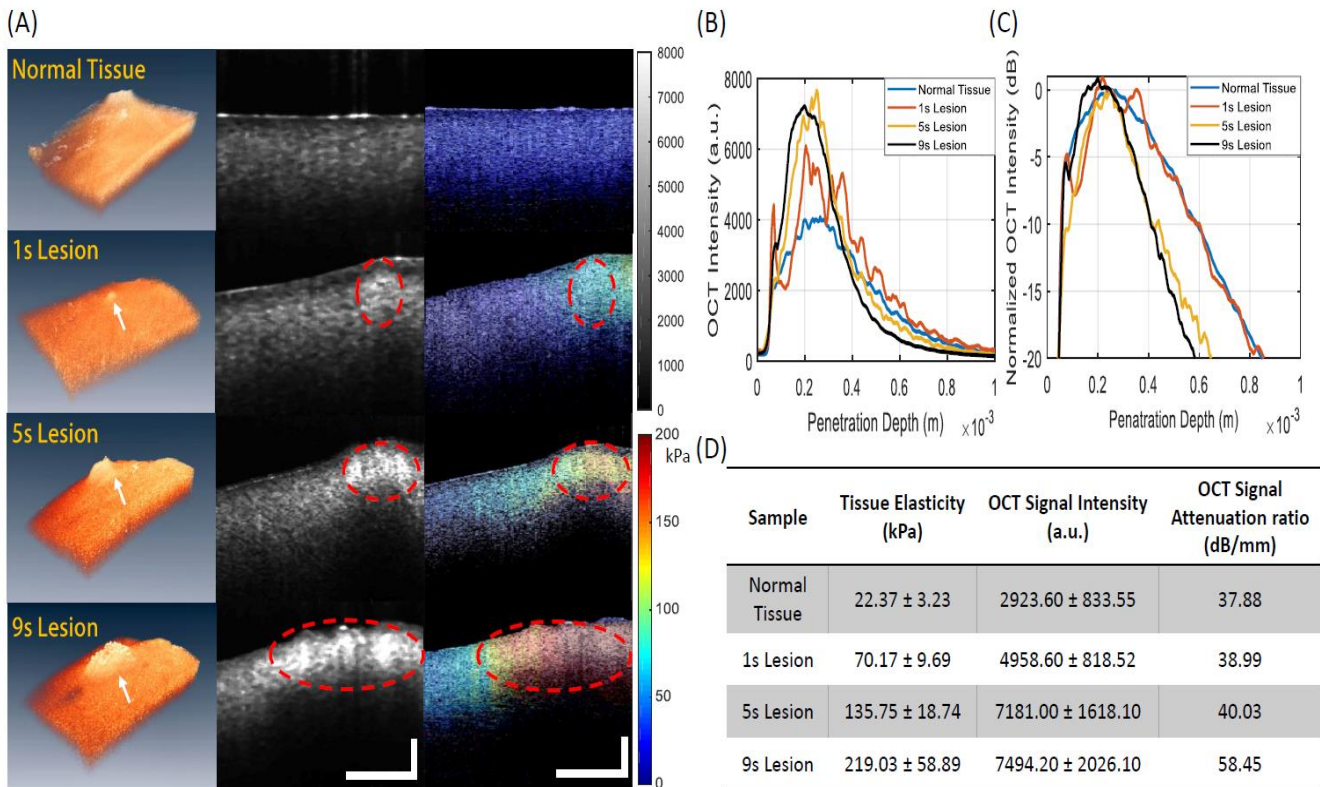 (A)
Normal Tissue
1s Lesion
5s Lesion
9s Lesion
8000
7000
6000
5000
4000
3000
2000
1000
0
200
kPa
150
100
50
0
(B)
OCT Intensity (a.u.)
8000
6000
4000
2000
0
Normal Tissue
1s Lesion
5s Lesion
9s Lesion
0 0.2 0.4 0.6 0.8 1
Penetration Depth (m) ×10⁻³
(C)
Normalized OCT Intensity (dB)
0
-5
-10
-15
-20
Normal Tissue
1s Lesion
5s Lesion
9s Lesion
0 0.2 0.4 0.6 0.8 1
Penatration Depth (m) ×10⁻³
(D)
Sample Tissue Elasticity (kPa) OCT Signal Intensity (a.u.) OCT Signal Attenuation ratio (dB/mm)
Normal Tissue 22.37 ± 3.23 2923.60 ± 833.55 37.88
1s Lesion 70.17 ± 9.69 4958.60 ± 818.52 38.99
5s Lesion 135.75 ± 18.74 7181.00 ± 1618.10 40.03
9s Lesion 219.03 ± 58.89 7494.20 ± 2026.10 58.45